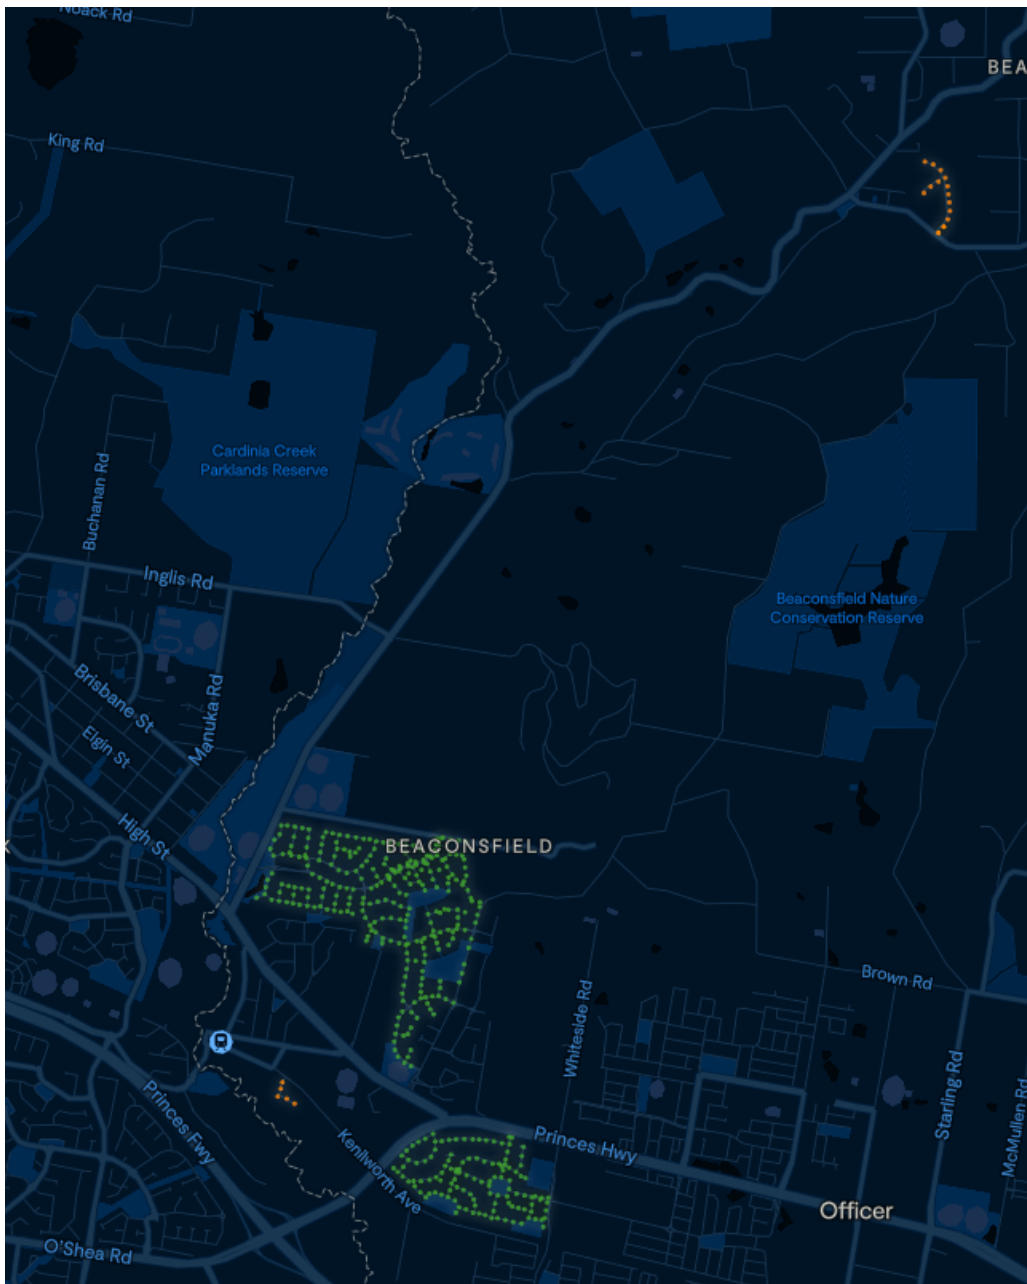 Noack Rd
BEA
King Rd
Cardinia Creek
Parklands Reserve
Buchanan Rd
Inglis Rd
Beaconsfield Nature
Conservation Reserve
Brisbane St
Manuka Rd
Elgin St
High St
X
BEACONSFIELD
Brown Rd
Whiteside Rd
Starling Rd
McMullen Rd
Princes Fwy
Kenilworth Ave
Princes Hwy
Officer
O'Shea Rd